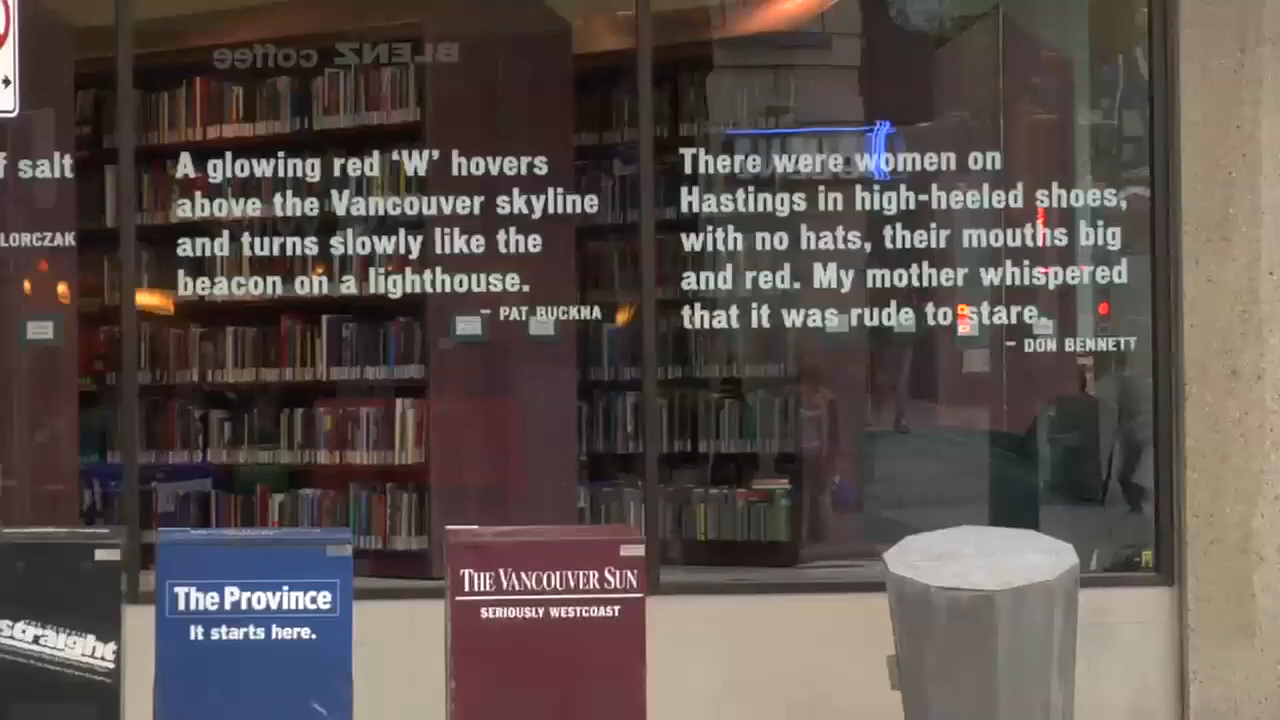 f salt
LORCZAK
A glowing red ‘W’ hovers
above the Vancouver skyline
and turns slowly like the
beacon on a lighthouse.
– PAT BUCKNA
There were women on
Hastings in high-heeled shoes,
with no hats, their mouths big
and red. My mother whispered
that it was rude to stare.
– DON BENNETT
BLENZ coffee
straight
The Province
It starts here.
THE VANCOUVER SUN
SERIOUSLY WESTCOAST